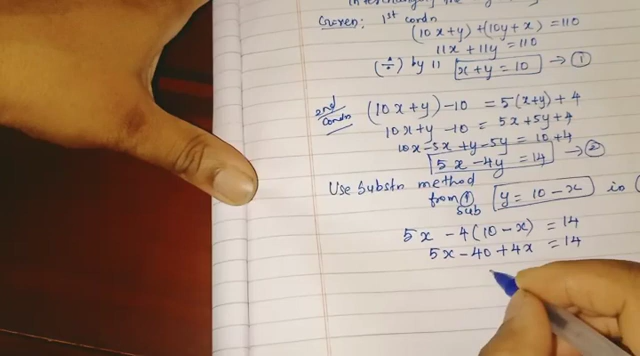 interchanging the
Given: 1st condn
(10x+y)+(10y+x)=110
11x+11y=110
(÷) by 11 x+y=10 → ①
2nd condn (10x+y)-10 = 5(x+y)+4
10x+y-10 = 5x+5y+4
10x-5x+y-5y = 10+4
5x-4y=14 → ②
Use Substn method
from ① y=10-x in
sub
5x-4(10-x)=14
5x-40+4x=14